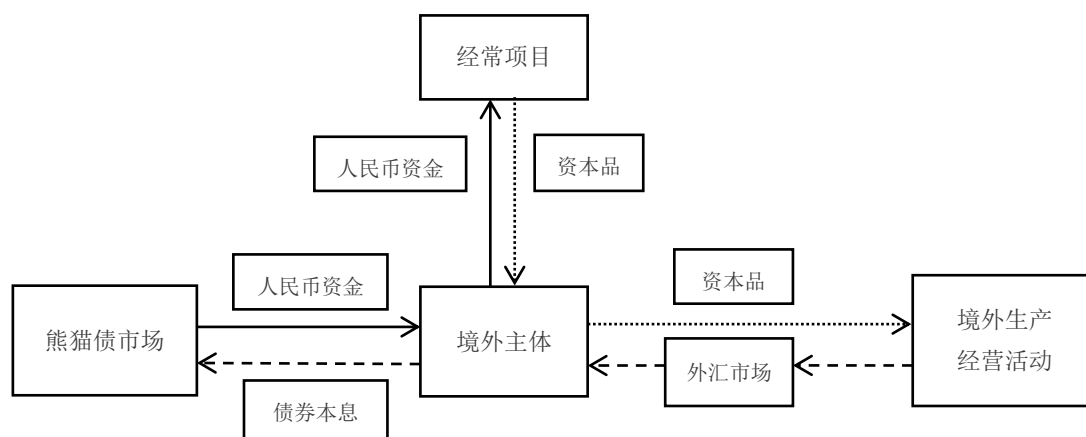 经常项目
人民币资金
资本品
人民币资金
资本品
熊猫债市场
境外主体
境外生产
经营活动
外汇市场
债券本息